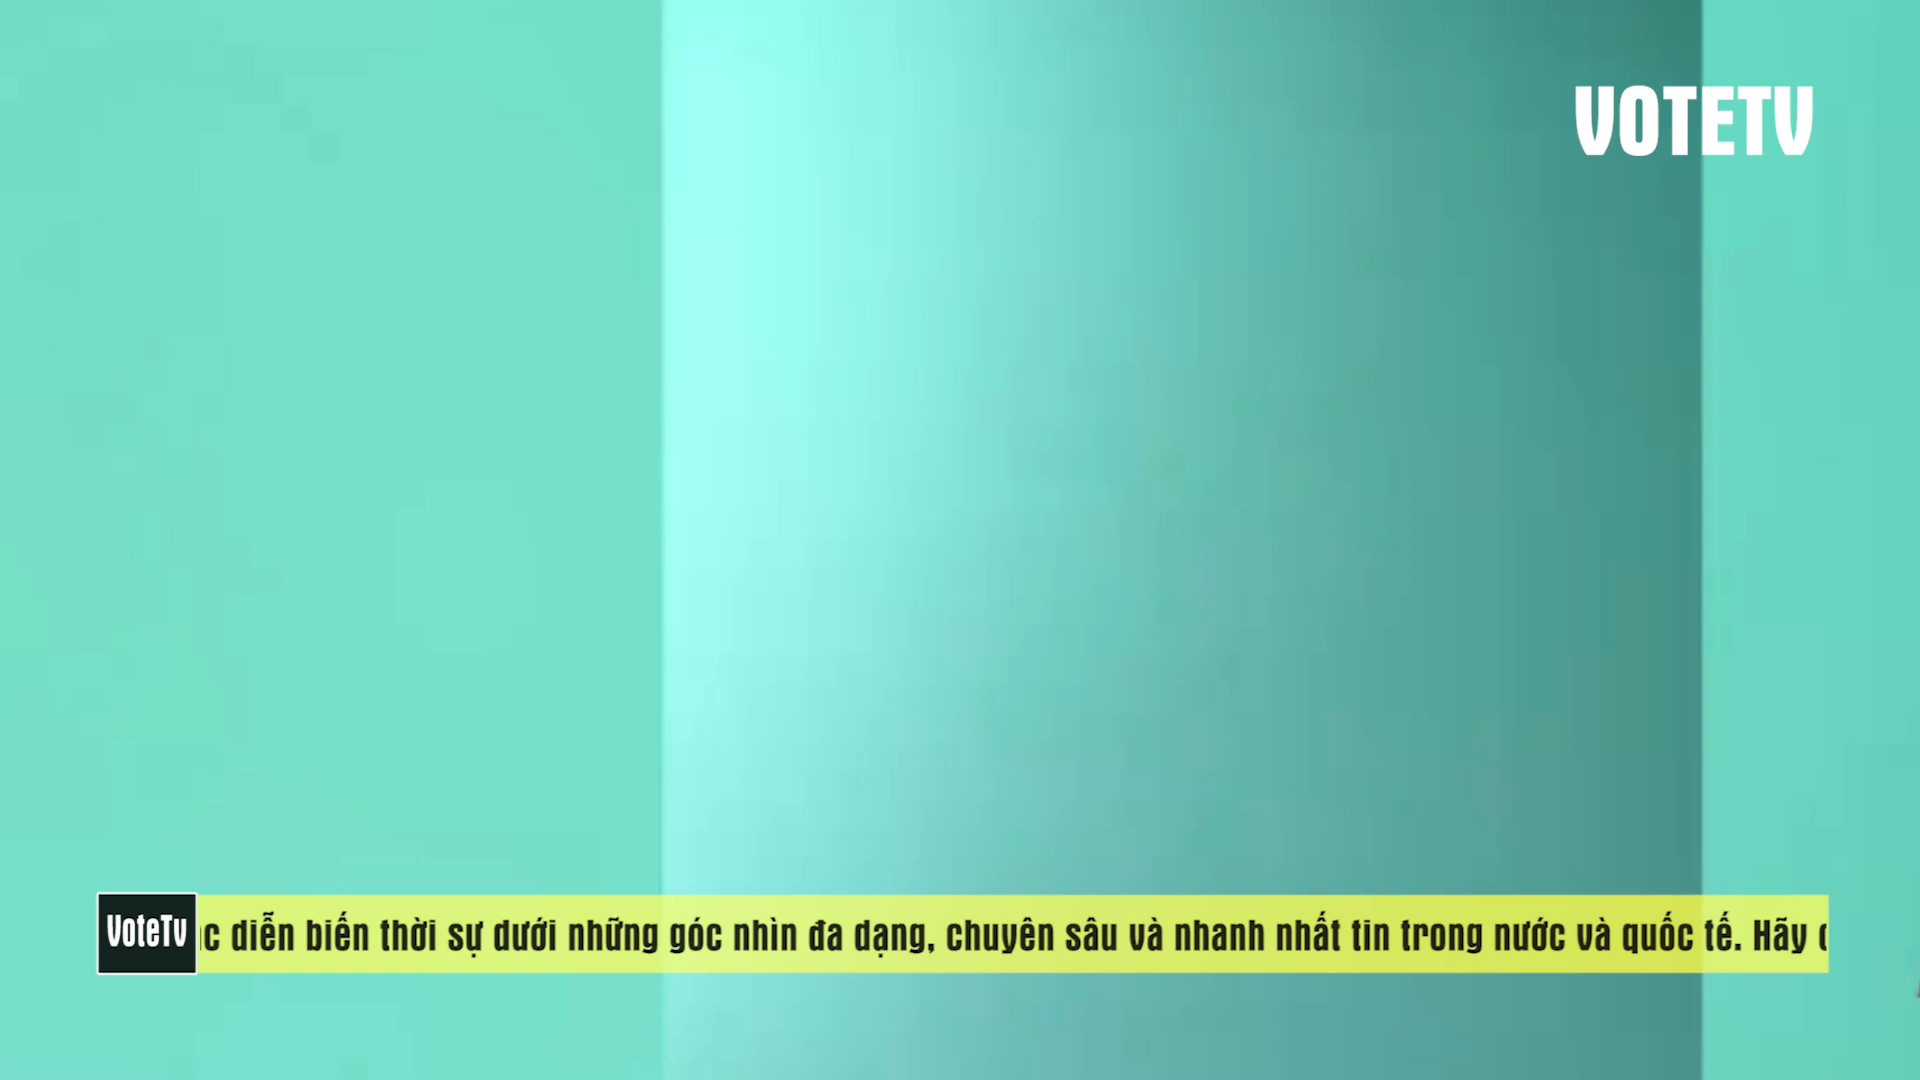 VOTETV
VoteTv
diễn biến thời sự dưới những góc nhìn đa dạng, chuyên sâu và nhanh nhất tin trong nước và quốc tế. Hãy